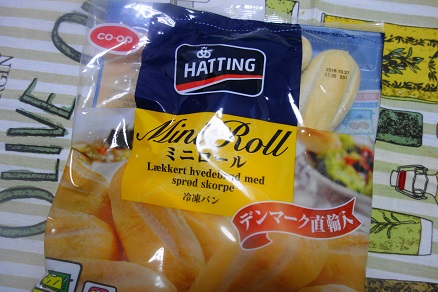 co·op
HATTING
Mini Roll
ミニロール
Lækkert hvedebrød med
sprød skorpe
冷凍パン
デンマーク直輸入
OLIVE